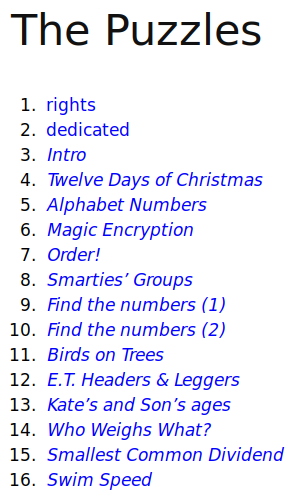 The Puzzles
1. rights
2. dedicated
3. Intro
4. Twelve Days of Christmas
5. Alphabet Numbers
6. Magic Encryption
7. Order!
8. Smarties’ Groups
9. Find the numbers (1)
10. Find the numbers (2)
11. Birds on Trees
12. E.T. Headers & Leggers
13. Kate’s and Son’s ages
14. Who Weighs What?
15. Smallest Common Dividend
16. Swim Speed